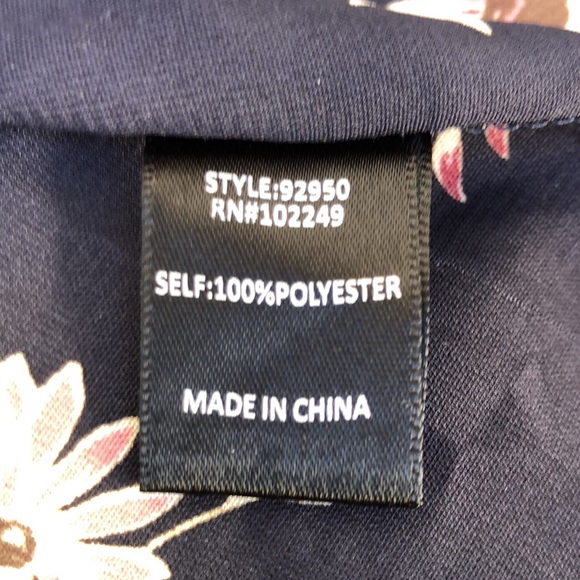 STYLE:92950
RN#102249
SELF:100%POLYESTER
MADE IN CHINA